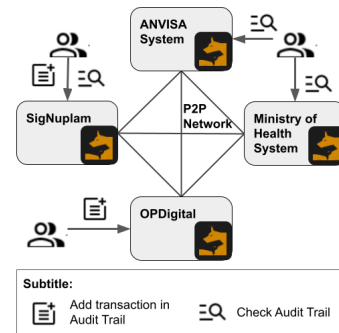 ANVISA
System
SigNuplam
P2P
Network
Ministry of
Health
System
OPDigital
Subtitle:
Add transaction in
Audit Trail
Check Audit Trail